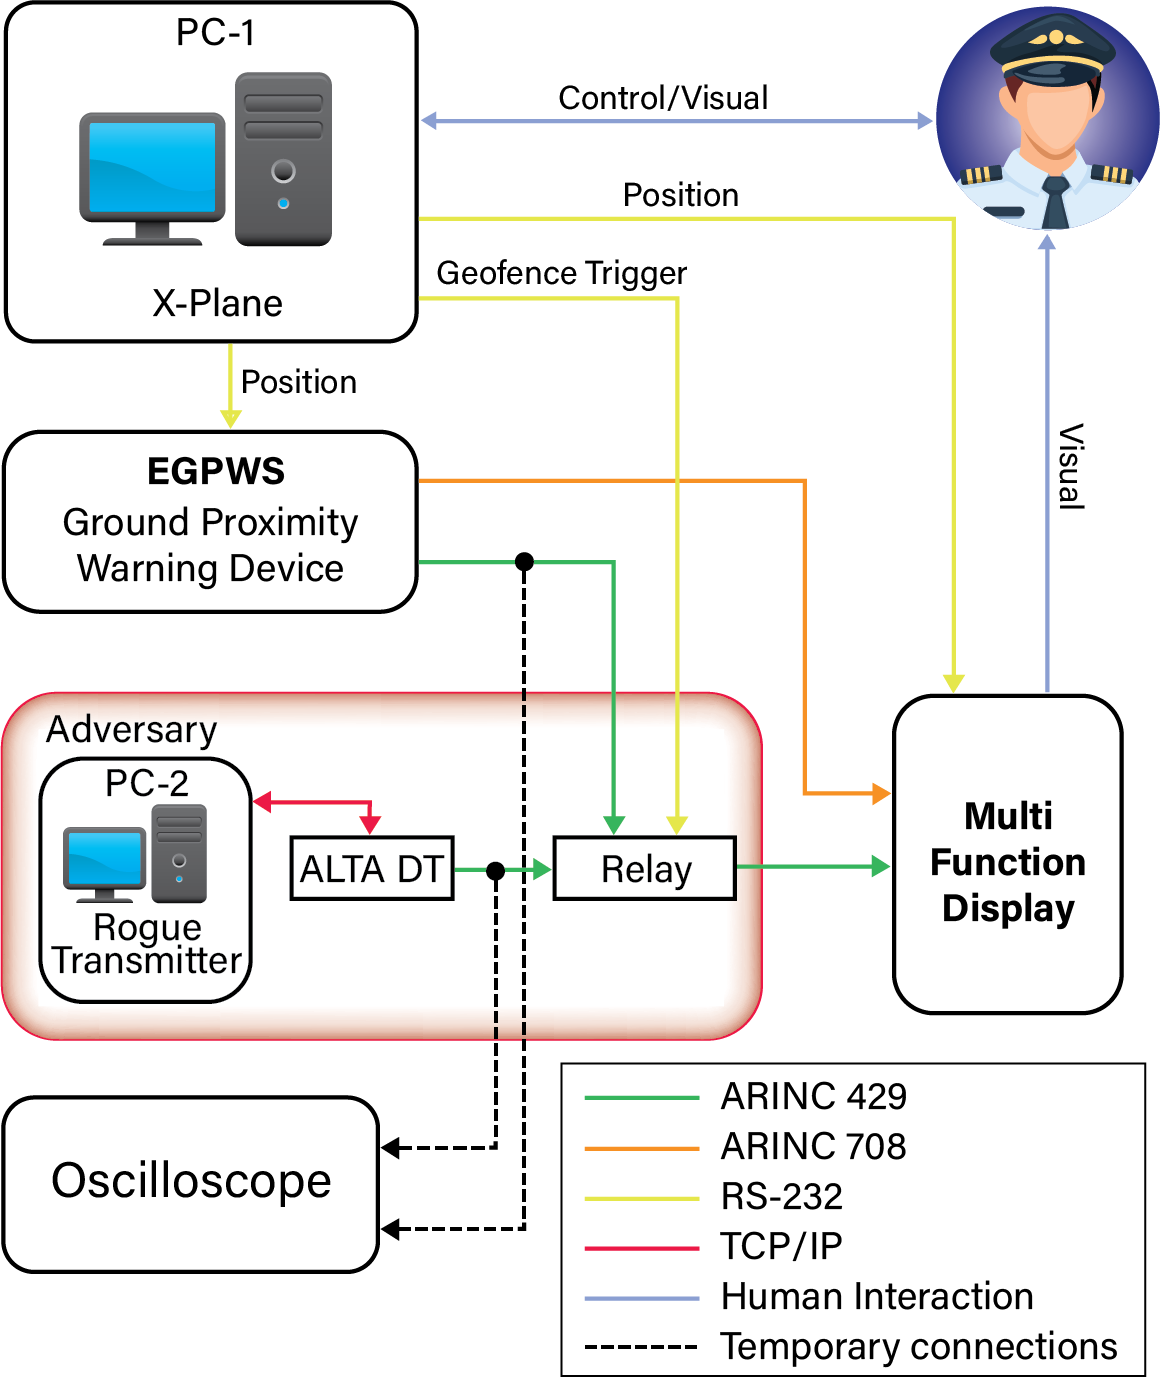 PC-1
X-Plane
Control/Visual
Position
Geofence Trigger
Position
Visual
EGPWS
Ground Proximity
Warning Device
Adversary
PC-2
Rogue
Transmitter
ALTA DT
Relay
Multi
Function
Display
Oscilloscope
ARINC 429
ARINC 708
RS-232
TCP/IP
Human Interaction
Temporary connections